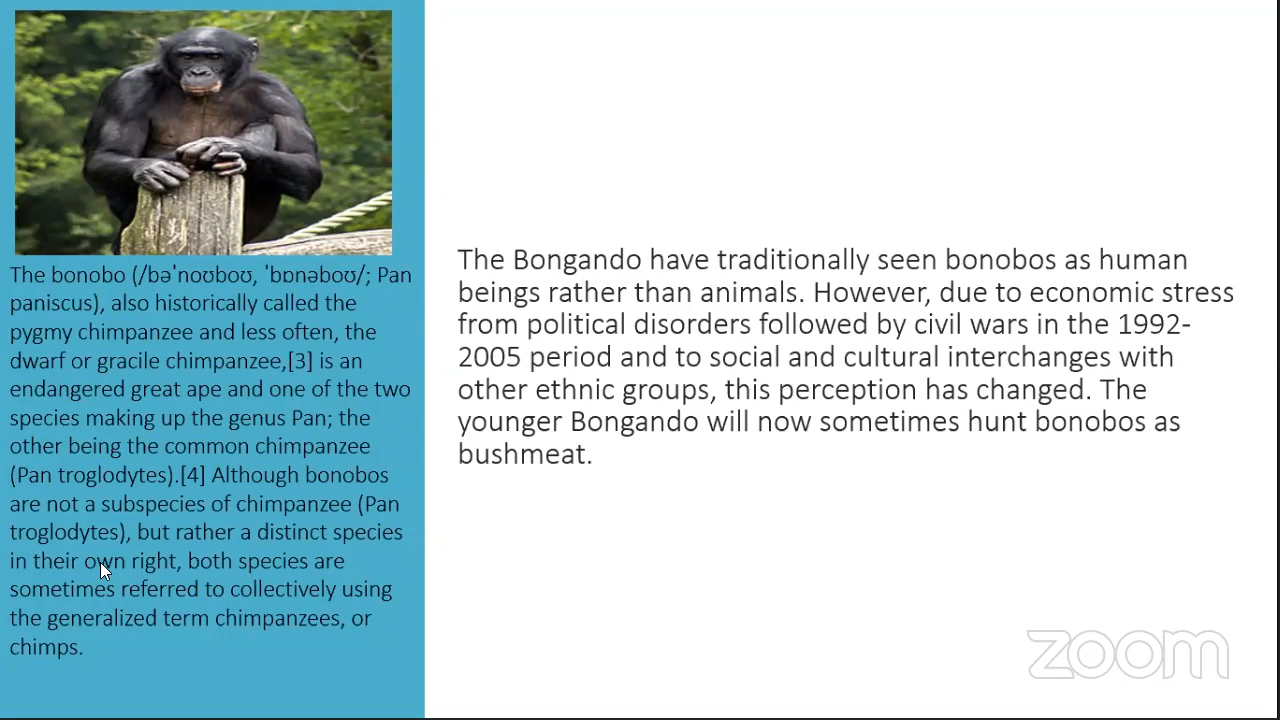 The bonobo (/bəˈnoʊboʊ, ˈbɒnəboʊ/; Pan
paniscus), also historically called the
pygmy chimpanzee and less often, the
dwarf or gracile chimpanzee,[3] is an
endangered great ape and one of the two
species making up the genus Pan; the
other being the common chimpanzee
(Pan troglodytes).[4] Although bonobos
are not a subspecies of chimpanzee (Pan
troglodytes), but rather a distinct species
in their own right, both species are
sometimes referred to collectively using
the generalized term chimpanzees, or
chimps.
The Bongando have traditionally seen bonobos as human
beings rather than animals. However, due to economic stress
from political disorders followed by civil wars in the 1992-
2005 period and to social and cultural interchanges with
other ethnic groups, this perception has changed. The
younger Bongando will now sometimes hunt bonobos as
bushmeat.
zoom